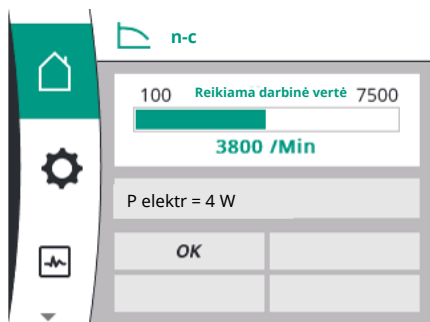 n-c
100 Reikiama darbinė vertė 7500
3800 /Min
P elektr = 4 W
OK